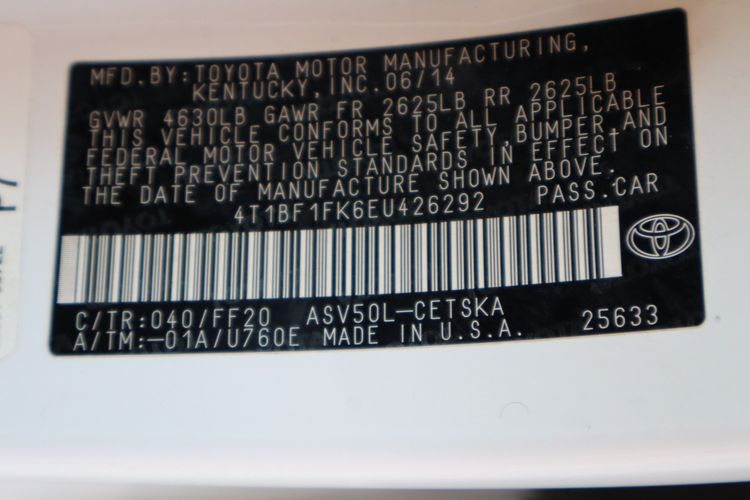 MFD.BY:TOYOTA MOTOR MANUFACTURING,
KENTUCKY,INC.06/14
GVWR 4630LB GAWR FR 2625LB RR 2625LB
THIS VEHICLE CONFORMS TO ALL APPLICABLE
FEDERAL MOTOR VEHICLE SAFETY,BUMPER,AND
THEFT PREVENTION STANDARDS IN EFFECT ON
THE DATE OF MANUFACTURE SHOWN ABOVE.
4T1BF1FK6EU426292 PASS.CAR
C/TR:040/FF20 ASV50L-CETSKA
A/TM:-01A/U760E MADE IN U.S.A. 25633